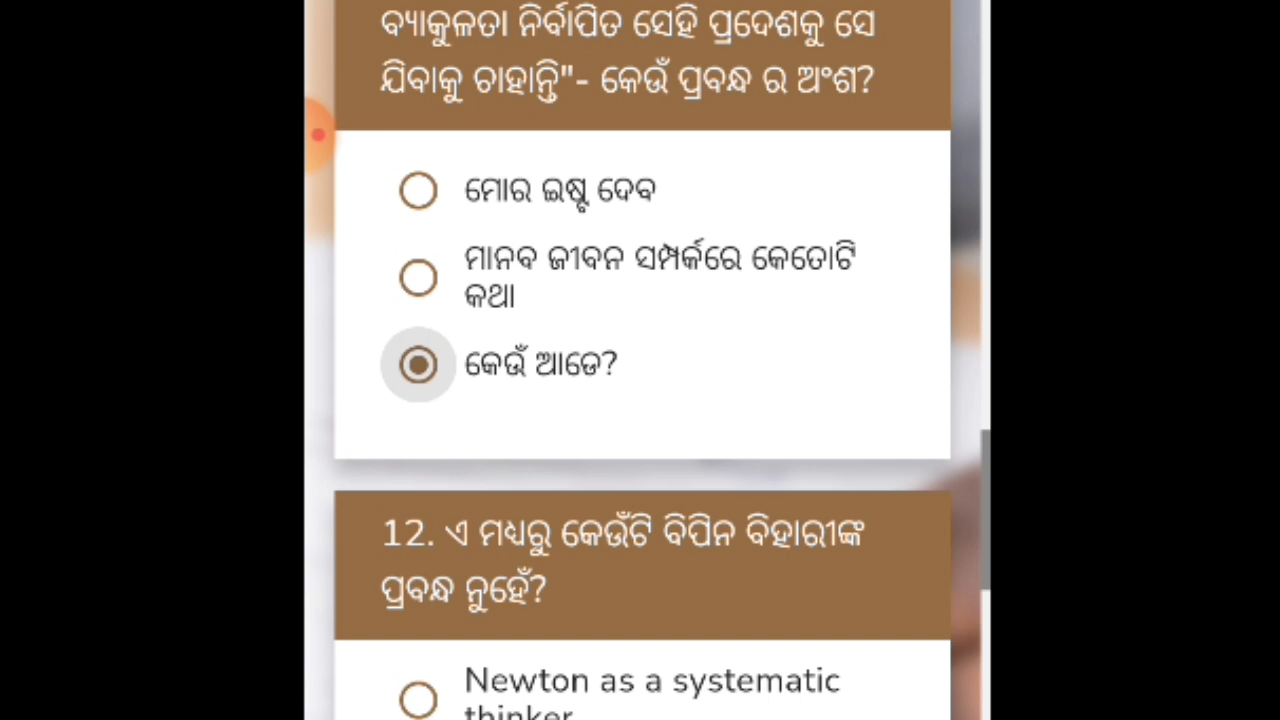 ବ୍ୟାକୁଳତା ନିର୍ବାପିତ ସେହି ପ୍ରଦେଶକୁ ସେ
ଯିବାକୁ ଚାହାନ୍ତି"- କେଉଁ ପ୍ରବନ୍ଧ ର ଅଂଶ?
ମୋର ଇଷ୍ଟ ଦେବ
ମାନବ ଜୀବନ ସମ୍ପର୍କରେ କେତୋଟି
କଥା
କେଉଁ ଆଡେ?
12. ଏ ମଧ୍ୟରୁ କେଉଁଟି ବିପିନ ବିହାରୀଙ୍କ
ପ୍ରବନ୍ଧ ନୁହେଁ?
Newton as a systematic
thinker